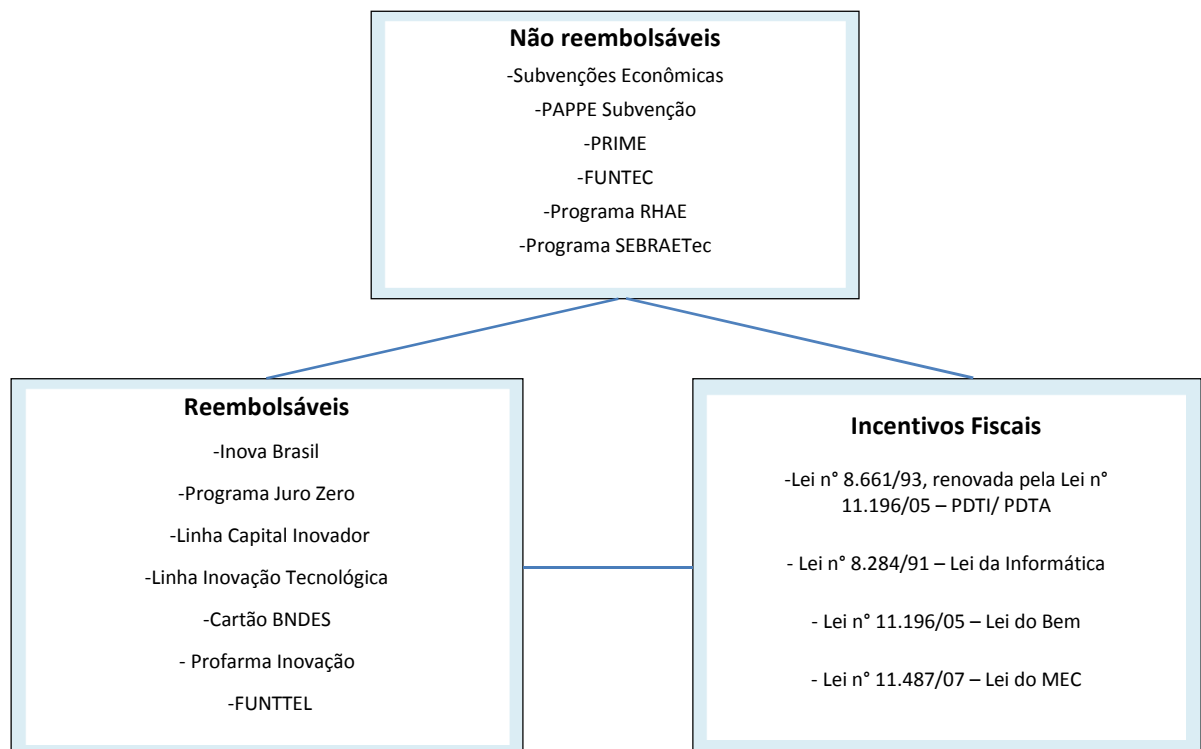 Não reembolsáveis
-Subvenções Econômicas
-PAPPE Subvenção
-PRIME
-FUNTEC
-Programa RHAE
-Programa SEBRAETec
Reembolsáveis
-Inova Brasil
-Programa Juro Zero
-Linha Capital Inovador
-Linha Inovação Tecnológica
-Cartão BNDES
- Profarma Inovação
-FUNTTEL
Incentivos Fiscais
-Lei n° 8.661/93, renovada pela Lei n°
11.196/05 – PDTI/ PDTA
- Lei n° 8.284/91 – Lei da Informática
- Lei n° 11.196/05 – Lei do Bem
- Lei n° 11.487/07 – Lei do MEC